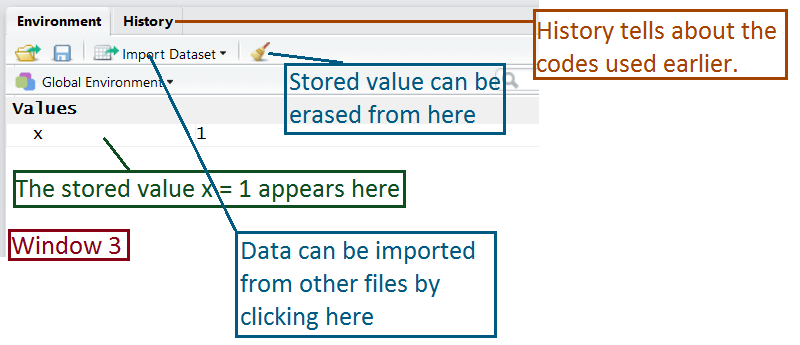 Environment History
Import Dataset
Global Environment
Values
x 1
History tells about the
codes used earlier.
Stored value can be
erased from here
The stored value x = 1 appears here
Window 3
Data can be imported
from other files by
clicking here